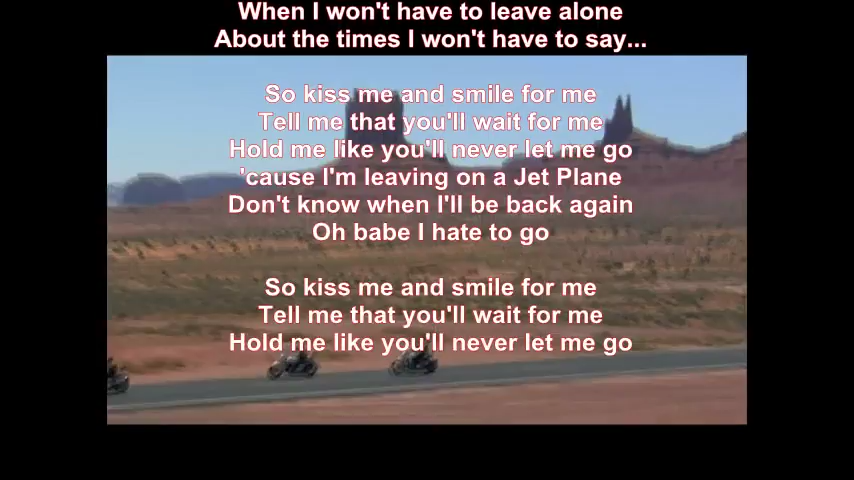 When I won't have to leave alone
About the times I won't have to say...
So kiss me and smile for me
Tell me that you'll wait for me
Hold me like you'll never let me go
'cause I'm leaving on a Jet Plane
Don't know when I'll be back again
Oh babe I hate to go
So kiss me and smile for me
Tell me that you'll wait for me
Hold me like you'll never let me go